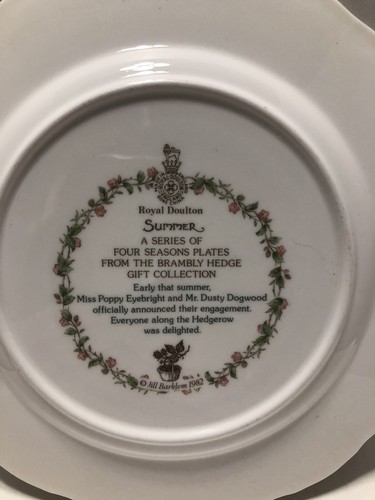 Royal Doulton
Summer
A SERIES OF
FOUR SEASONS PLATES
FROM THE BRAMBLY HEDGE
GIFT COLLECTION
Early that summer,
Miss Poppy Eyebright and Mr. Dusty Dogwood
officially announced their engagement.
Everyone along the Hedgerow
was delighted.
© Jill Barklem 1982